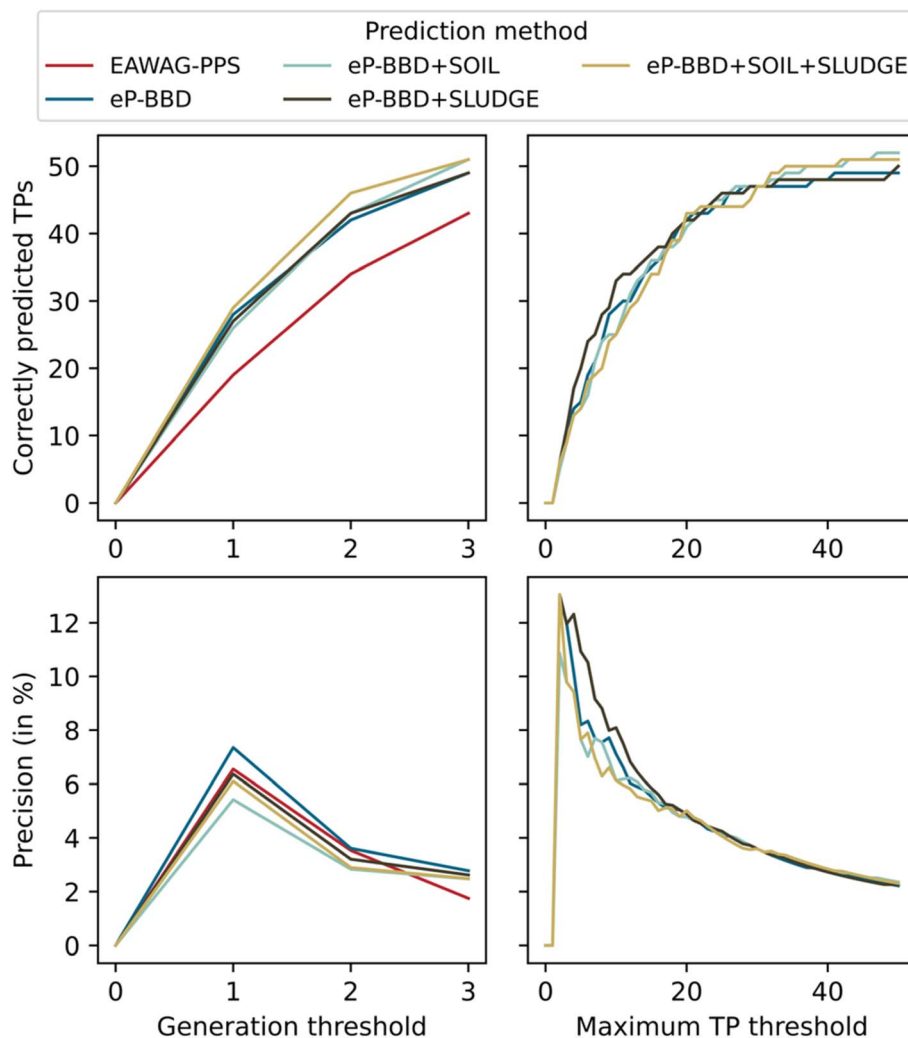 Prediction method
EAWAG-PPS eP-BBD+SOIL eP-BBD+SOIL+SLUDGE
eP-BBD eP-BBD+SLUDGE
Correctly predicted TPs
50
40
30
20
10
0
0 1 2 3
0 20 40
Precision (in %)
12
10
8
6
4
2
0
0 1 2 3
0 20 40
Generation threshold
Maximum TP threshold